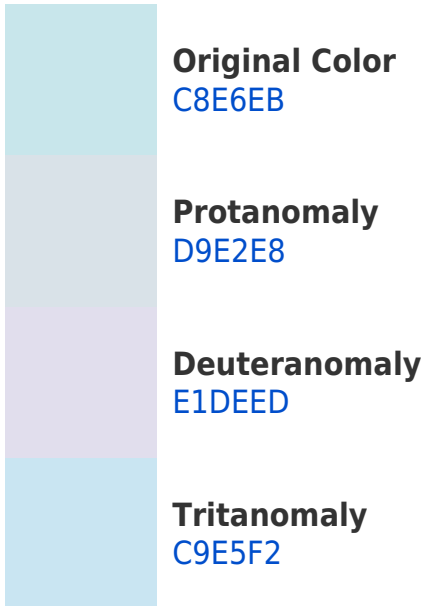 Original Color
C8E6EB
Protanomaly
D9E2E8
Deuteranomaly
E1DEED
Tritanomaly
C9E5F2